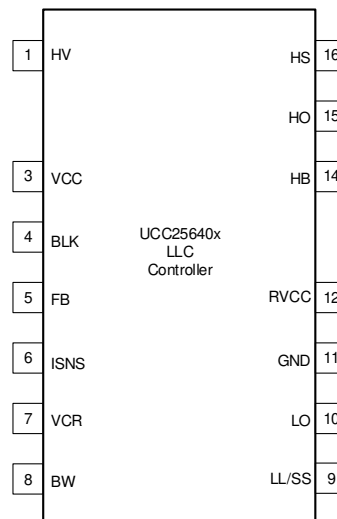 1 HV HS 16
HO 15
3 VCC HB 14
4 BLK
UCC25640x
LLC
Controller
5 FB RVCC 12
6 ISNS GND 11
7 VCR LO 10
8 BW LL/SS 9